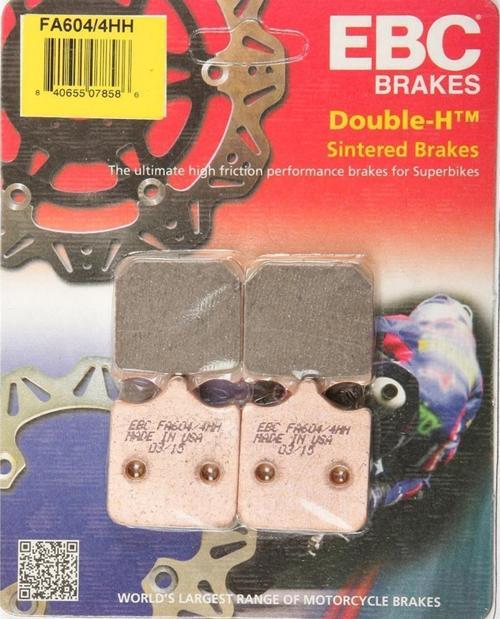 FA604/4HH
8 40655 07858 6
EBC®
BRAKES
Double-H™
Sintered Brakes
The ultimate high friction performance brakes for Superbikes
EBC FA604/4HH
MADE IN USA
03/15
EBC FA604/4HH
MADE IN USA
03/15
WORLD'S LARGEST RANGE OF MOTORCYCLE BRAKES